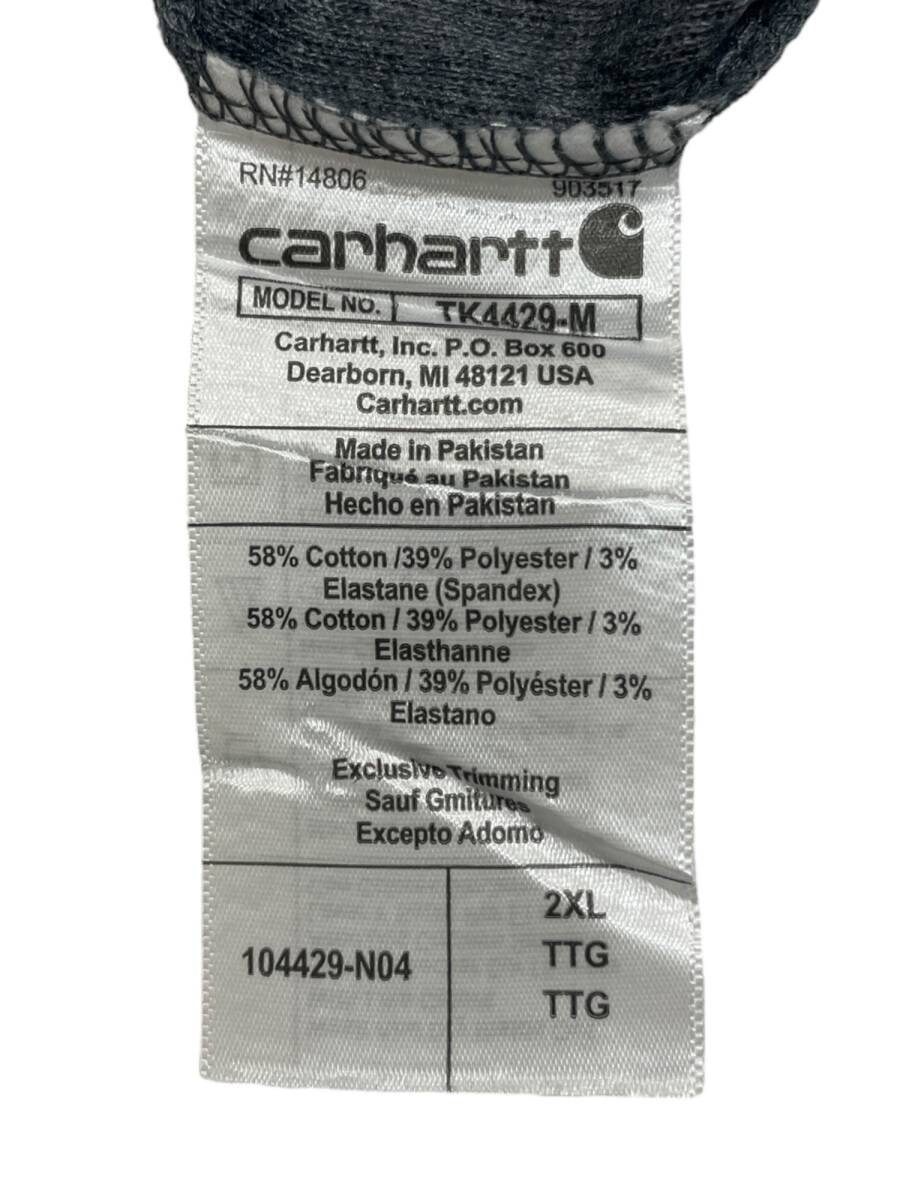 RN#14806 903517
carhartt
MODEL NO. TK4429-M
Carhartt, Inc. P.O. Box 600
Dearborn, MI 48121 USA
Carhartt.com
Made in Pakistan
Fabriqué au Pakistan
Hecho en Pakistan
58% Cotton /39% Polyester / 3%
Elastane (Spandex)
58% Cotton / 39% Polyester / 3%
Elasthanne
58% Algodón / 39% Polyéster / 3%
Elastano
Exclusive Trimming
Sauf Gmitures
Excepto Adomo
104429-N04
2XL
TTG
TTG